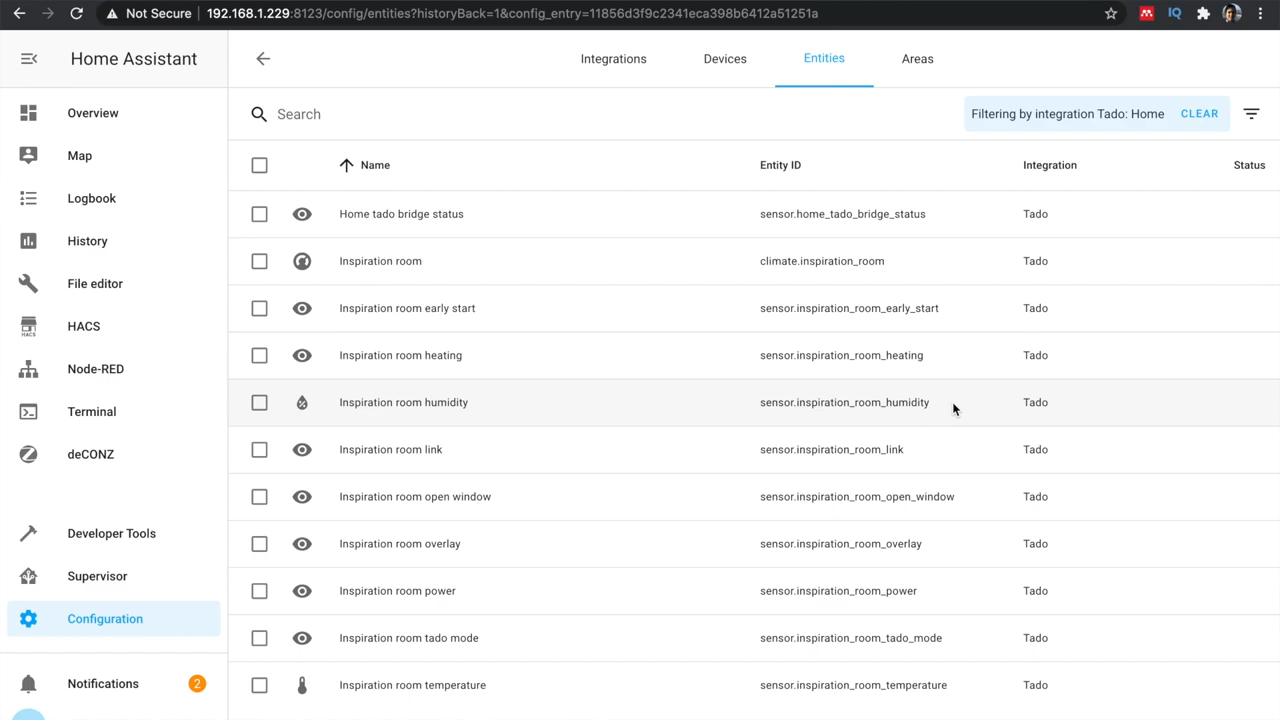 Not Secure 192.168.1.229:8123/config/entities?historyBack=1&config_entry=11856d3f9c2341eca398b6412a51251a
IQ
Home Assistant
Integrations Devices Entities Areas
Overview
Map
Logbook
History
File editor
HACS
HACS
Node-RED
Terminal
deCONZ
Developer Tools
Supervisor
Configuration
Notifications 2
Search
Filtering by integration Tado: Home CLEAR
Name Entity ID Integration Status
Home tado bridge status sensor.home_tado_bridge_status Tado
Inspiration room climate.inspiration_room Tado
Inspiration room early start sensor.inspiration_room_early_start Tado
Inspiration room heating sensor.inspiration_room_heating Tado
Inspiration room humidity sensor.inspiration_room_humidity Tado
Inspiration room link sensor.inspiration_room_link Tado
Inspiration room open window sensor.inspiration_room_open_window Tado
Inspiration room overlay sensor.inspiration_room_overlay Tado
Inspiration room power sensor.inspiration_room_power Tado
Inspiration room tado mode sensor.inspiration_room_tado_mode Tado
Inspiration room temperature sensor.inspiration_room_temperature Tado